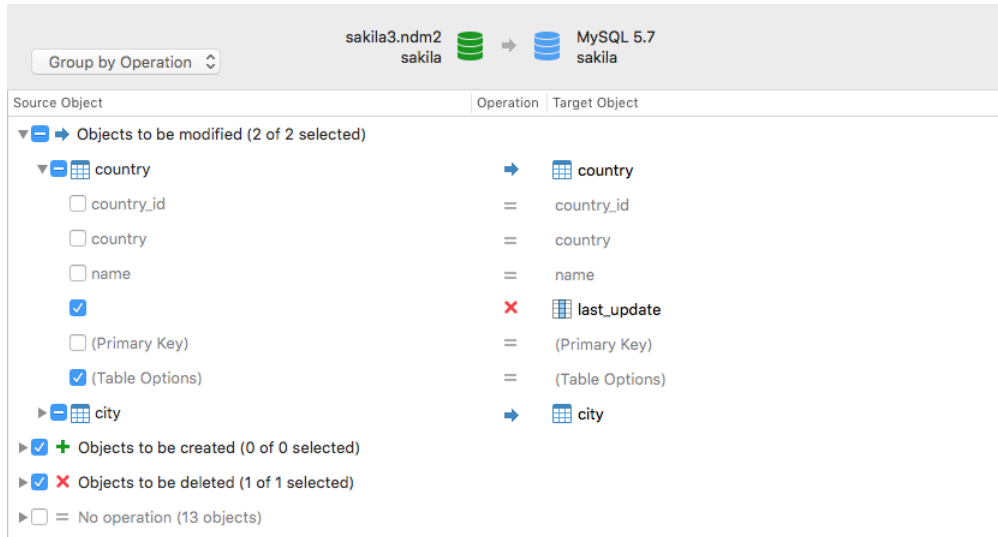 sakila3.ndm2 MySQL 5.7
Group by Operation sakila sakila
Source Object Operation Target Object
Objects to be modified (2 of 2 selected)
country country
country_id = country_id
country = country
name = name
last_update
(Primary Key) = (Primary Key)
(Table Options) = (Table Options)
city city
Objects to be created (0 of 0 selected)
Objects to be deleted (1 of 1 selected)
= No operation (13 objects)